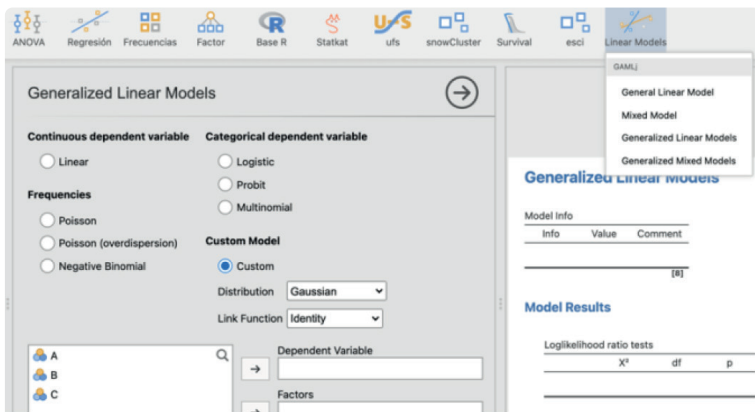 ANOVA Regresión Frecuencias Factor Base R Statkat ufs snowCluster Survival esci Linear Models
GAMLj
General Linear Model
Mixed Model
Generalized Linear Models
Generalized Mixed Models
Generalized Linear Models
Continuous dependent variable
Linear
Frequencies
Poisson
Poisson (overdispersion)
Negative Binomial
Categorical dependent variable
Logistic
Probit
Multinomial
Custom Model
Custom
Distribution Gaussian
Link Function Identity
A
B
C
Dependent Variable
Factors
Generalized Linear Models
Model Info
Info Value Comment
[8]
Model Results
Loglikelihood ratio tests
X² df p